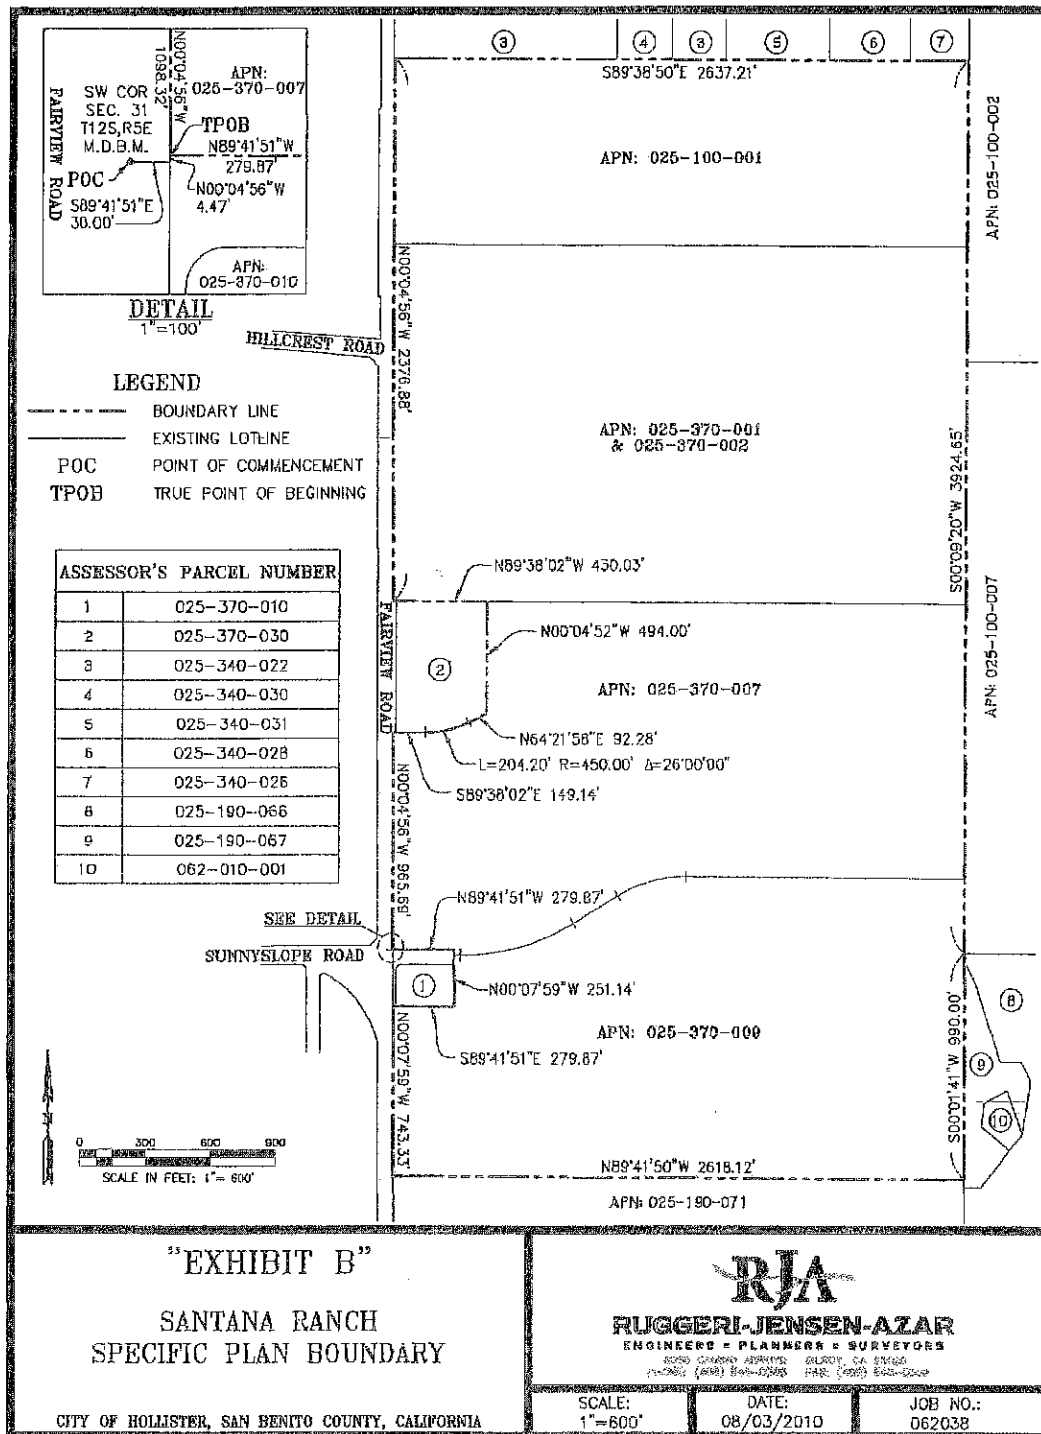 ③ ④ ③ ⑤ ⑥ ⑦
S89°38'50"E 2637.21'
N00°04'56"W
1098.32'
APN:
025-370-007
SW COR
SEC. 31
T12S,R5E
M.D.B.M.
TPOB
N89°41'51"W
279.87'
POC
N00°04'56"W
4.47'
S89°41'51"E
30.00'
FAIRVIEW ROAD
APN:
025-370-010
DETAIL
1"=100'
APN: 025-100-001
APN: 025-100-002
HILLCREST ROAD
N00°04'56"W 2376.88'
LEGEND
BOUNDARY LINE
EXISTING LOTLINE
POC POINT OF COMMENCEMENT
TPOB TRUE POINT OF BEGINNING
APN: 025-370-001
& 025-370-002
S00°09'20"W 3924.65'
APN: 025-100-007
ASSESSOR'S PARCEL NUMBER
1 025-370-010
2 025-370-030
3 025-340-022
4 025-340-030
5 025-340-031
6 025-340-028
7 025-340-026
8 025-190-066
9 025-190-067
10 062-010-001
N89°38'02"W 430.03'
FAIRVIEW ROAD
②
N00°04'52"W 494.00'
APN: 025-370-007
N64°21'58"E 92.28'
L=204.20' R=450.00' Δ=26°00'00"
S89°38'02"E 149.14'
N00°04'56"W 965.69'
N89°41'51"W 279.87'
SEE DETAIL
SUNNYSLOPE ROAD
①
N00°07'59"W 251.14'
APN: 025-370-009
S89°41'51"E 279.87'
N00°07'59"W 743.33'
S00°01'41"W 990.00'
⑧
⑨
⑩
N
0 300 600 900
SCALE IN FEET: 1"= 600'
N89°41'50"W 2618.12'
APN: 025-190-071
"EXHIBIT B"
SANTANA RANCH
SPECIFIC PLAN BOUNDARY
CITY OF HOLLISTER, SAN BENITO COUNTY, CALIFORNIA
RJA
RUGGERI-JENSEN-AZAR
ENGINEERS ▪ PLANNERS ▪ SURVEYORS
SCALE:
1"=600'
DATE:
08/03/2010
JOB NO.:
062038